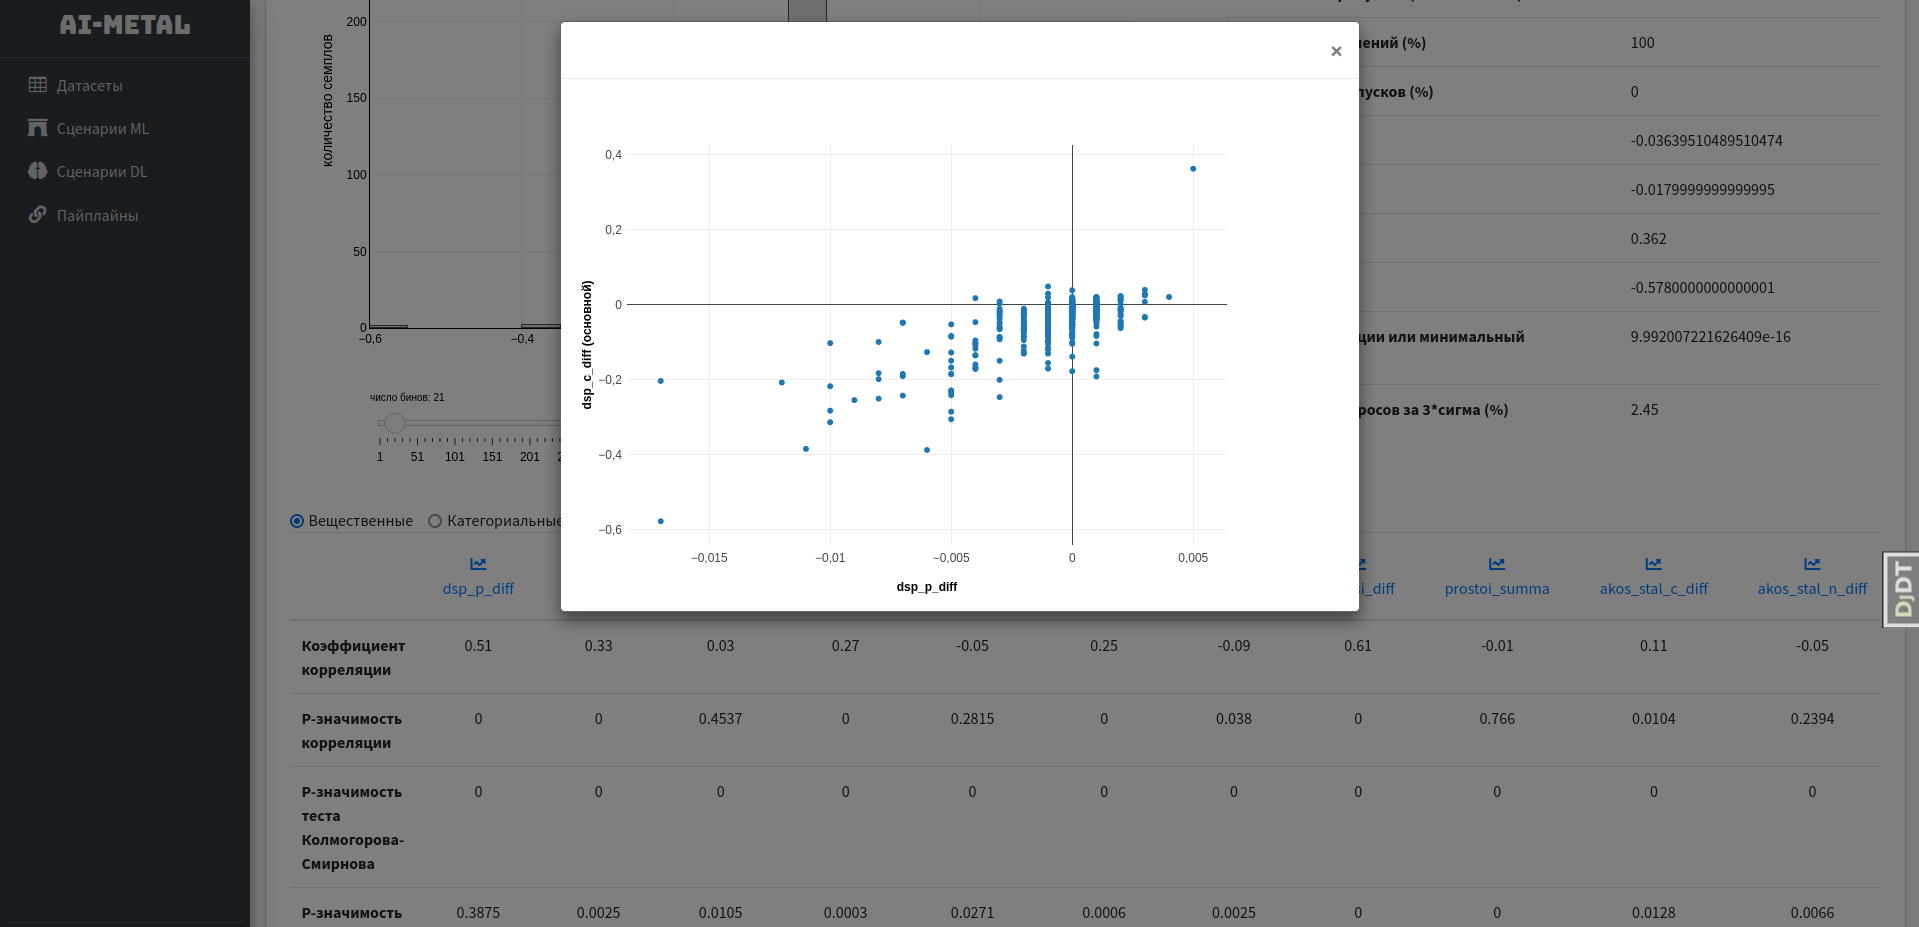 AI-METAL
Датасеты
Сценарии ML
Сценарии DL
Пайплайны
количество семплов
200
150
100
50
0
−0,6
−0,4
число бинов: 21
1 51 101 151 201
×
dsp_c_diff (основной)
0,4
0,2
0
−0,2
−0,4
−0,6
−0,015 −0,01 −0,005 0 0,005
dsp_p_diff
100
0
-0.03639510489510474
-0.0179999999999995
0.362
-0.5780000000000001
ции или минимальный 9.992007221626409e-16
росов за 3*сигма (%) 2.45
Вещественные Категориальные
dsp_p_diff si_diff prostoi_summa akos_stal_c_diff akos_stal_n_diff
Коэффициент 0.51 0.33 0.03 0.27 -0.05 0.25 -0.09 0.61 -0.01 0.11 -0.05
корреляции
P-значимость 0 0 0.4537 0 0.2815 0 0.038 0 0.766 0.0104 0.2394
корреляции
P-значимость 0 0 0 0 0 0 0 0 0 0 0
теста
Колмогорова-
Смирнова
P-значимость 0.3875 0.0025 0.0105 0.0003 0.0271 0.0006 0.0025 0 0 0.0128 0.0066
DjDT